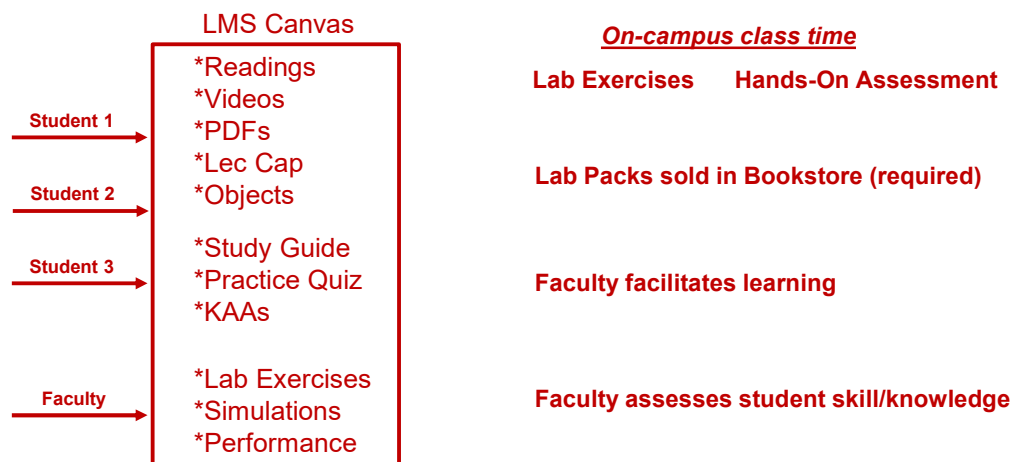 LMS Canvas
*Readings
*Videos
*PDFs
*Lec Cap
*Objects
*Study Guide
*Practice Quiz
*KAAs
*Lab Exercises
*Simulations
*Performance
Student 1
Student 2
Student 3
Faculty
On-campus class time
Lab Exercises Hands-On Assessment
Lab Packs sold in Bookstore (required)
Faculty facilitates learning
Faculty assesses student skill/knowledge